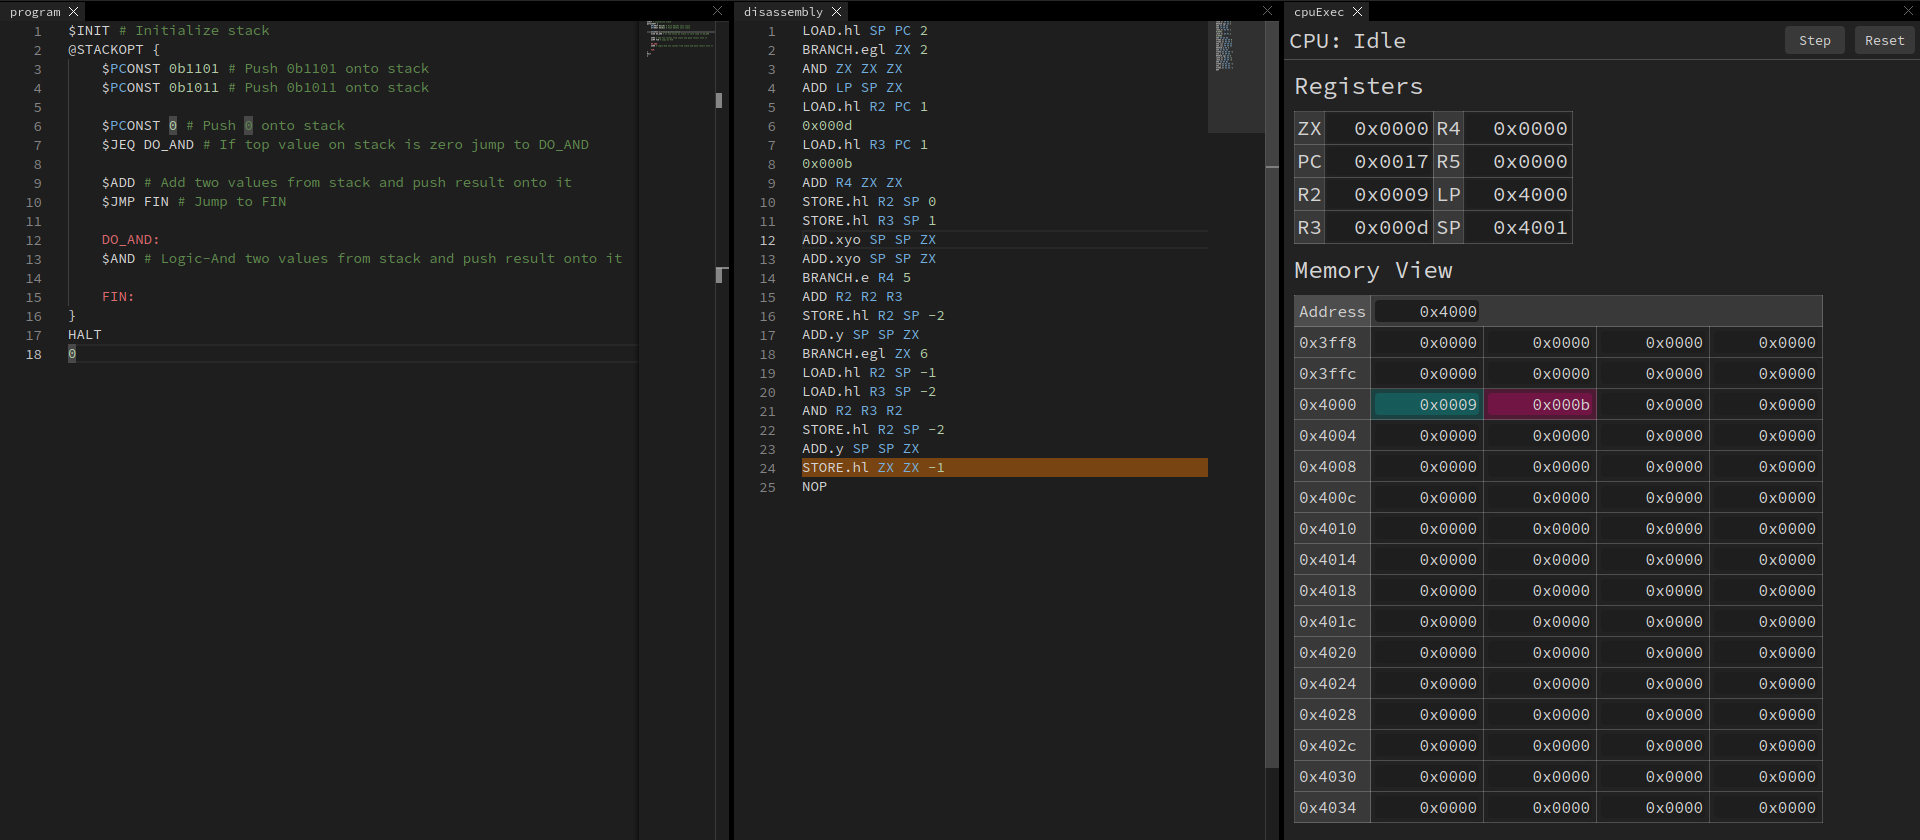 program
1 $INIT # Initialize stack
2 @STACKOPT {
3 $PCONST 0b1101 # Push 0b1101 onto stack
4 $PCONST 0b1011 # Push 0b1011 onto stack
5
6 $PCONST 0 # Push 0 onto stack
7 $JEQ DO_AND # If top value on stack is zero jump to DO_AND
8
9 $ADD # Add two values from stack and push result onto it
10 $JMP FIN # Jump to FIN
11
12 DO_AND:
13 $AND # Logic-And two values from stack and push result onto it
14
15 FIN:
16 }
17 HALT
18 0
disassembly
1 LOAD.hl SP PC 2
2 BRANCH.egl ZX 2
3 AND ZX ZX ZX
4 ADD LP SP ZX
5 LOAD.hl R2 PC 1
6 0x000d
7 LOAD.hl R3 PC 1
8 0x000b
9 ADD R4 ZX ZX
10 STORE.hl R2 SP 0
11 STORE.hl R3 SP 1
12 ADD.xyo SP SP ZX
13 ADD.xyo SP SP ZX
14 BRANCH.e R4 5
15 ADD R2 R2 R3
16 STORE.hl R2 SP -2
17 ADD.y SP SP ZX
18 BRANCH.egl ZX 6
19 LOAD.hl R2 SP -1
20 LOAD.hl R3 SP -2
21 AND R2 R3 R2
22 STORE.hl R2 SP -2
23 ADD.y SP SP ZX
24 STORE.hl ZX ZX -1
25 NOP
cpuExec
CPU: Idle Step Reset
Registers
ZX 0x0000 R4 0x0000
PC 0x0017 R5 0x0000
R2 0x0009 LP 0x4000
R3 0x000d SP 0x4001
Memory View
Address 0x4000
0x3ff8 0x0000 0x0000 0x0000 0x0000
0x3ffc 0x0000 0x0000 0x0000 0x0000
0x4000 0x0009 0x000b 0x0000 0x0000
0x4004 0x0000 0x0000 0x0000 0x0000
0x4008 0x0000 0x0000 0x0000 0x0000
0x400c 0x0000 0x0000 0x0000 0x0000
0x4010 0x0000 0x0000 0x0000 0x0000
0x4014 0x0000 0x0000 0x0000 0x0000
0x4018 0x0000 0x0000 0x0000 0x0000
0x401c 0x0000 0x0000 0x0000 0x0000
0x4020 0x0000 0x0000 0x0000 0x0000
0x4024 0x0000 0x0000 0x0000 0x0000
0x4028 0x0000 0x0000 0x0000 0x0000
0x402c 0x0000 0x0000 0x0000 0x0000
0x4030 0x0000 0x0000 0x0000 0x0000
0x4034 0x0000 0x0000 0x0000 0x0000